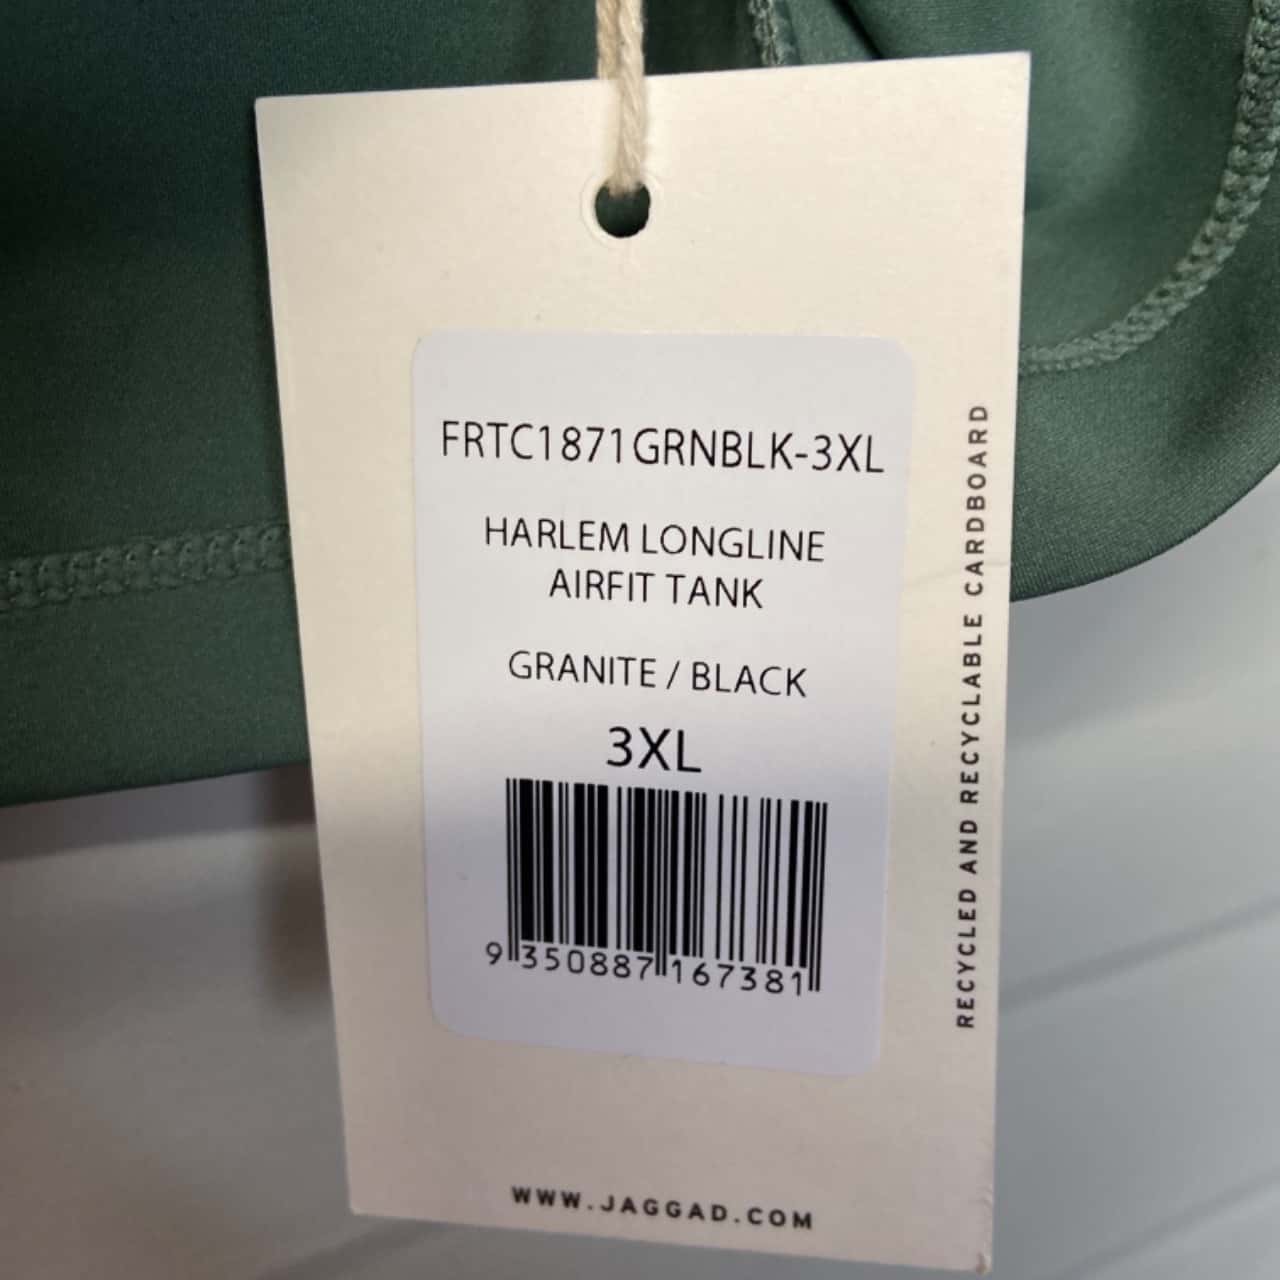 FRTC1871GRNBLK-3XL
HARLEM LONGLINE
AIRFIT TANK
GRANITE / BLACK
3XL
9 350887 167381
RECYCLED AND RECYCLABLE CARDBOARD
WWW.JAGGAD.COM